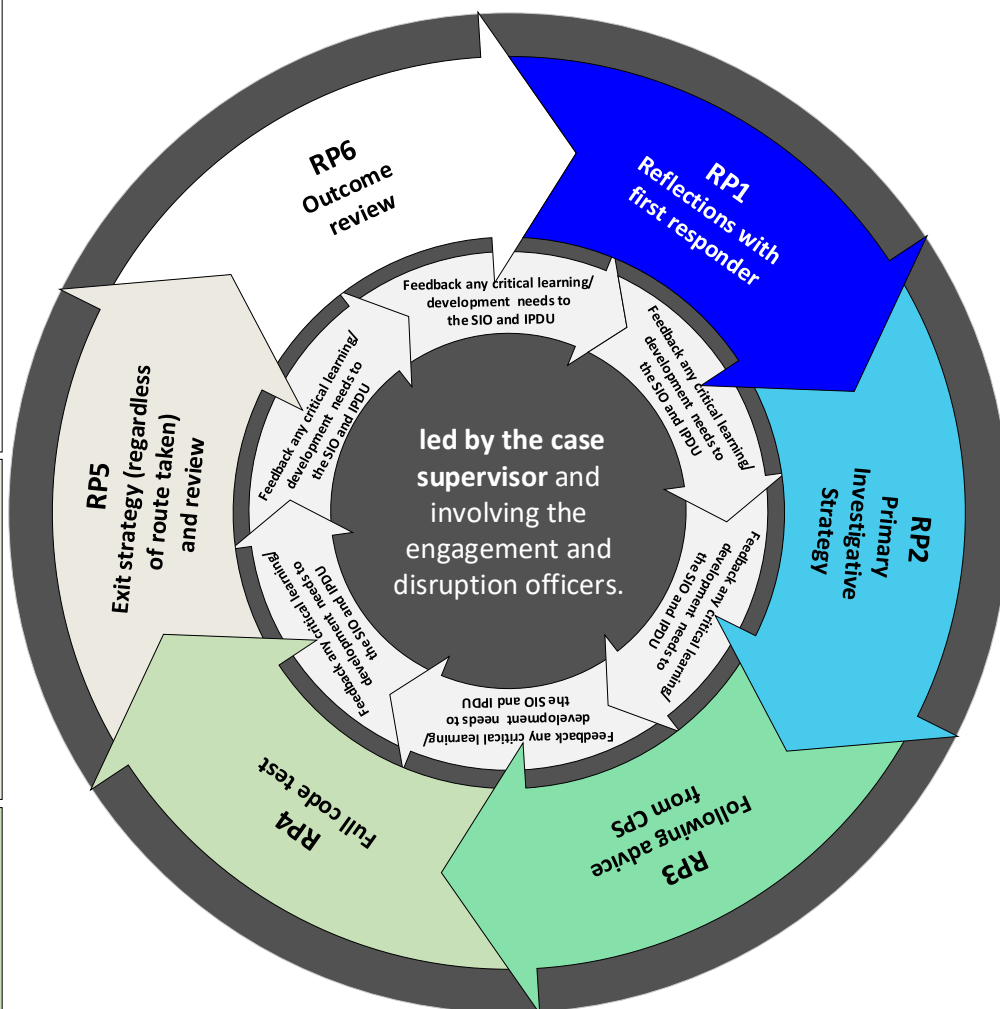 RP1
Reflections with
first responder
RP2
Primary
Investigative
Strategy
RP3
Following advice
from CPS
RP4
Full code test
RP5
Exit strategy (regardless
of route taken)
and review
RP6
Outcome
review
Feedback any critical learning/
development needs to
the SIO and IPDU
Feedback any critical learning/
development needs to
the SIO and IPDU
Feedback any critical learning/
development needs to
the SIO and IPDU
Feedback any critical learning/
development needs to
the SIO and IPDU
Feedback any critical learning/
development needs to
the SIO and IPDU
Feedback any critical learning/
development needs to
the SIO and IPDU
led by the case
supervisor and
involving the
engagement and
disruption officers.